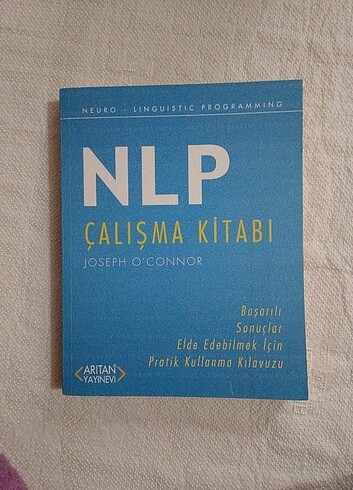 NEURO - LINGUISTIC PROGRAMMING
NLP
ÇALIŞMA KİTABI
JOSEPH O'CONNOR
Başarılı
Sonuçlar
Elde Edebilmek İçin
Pratik Kullanma Kılavuzu
ARITAN
YAYINEVİ